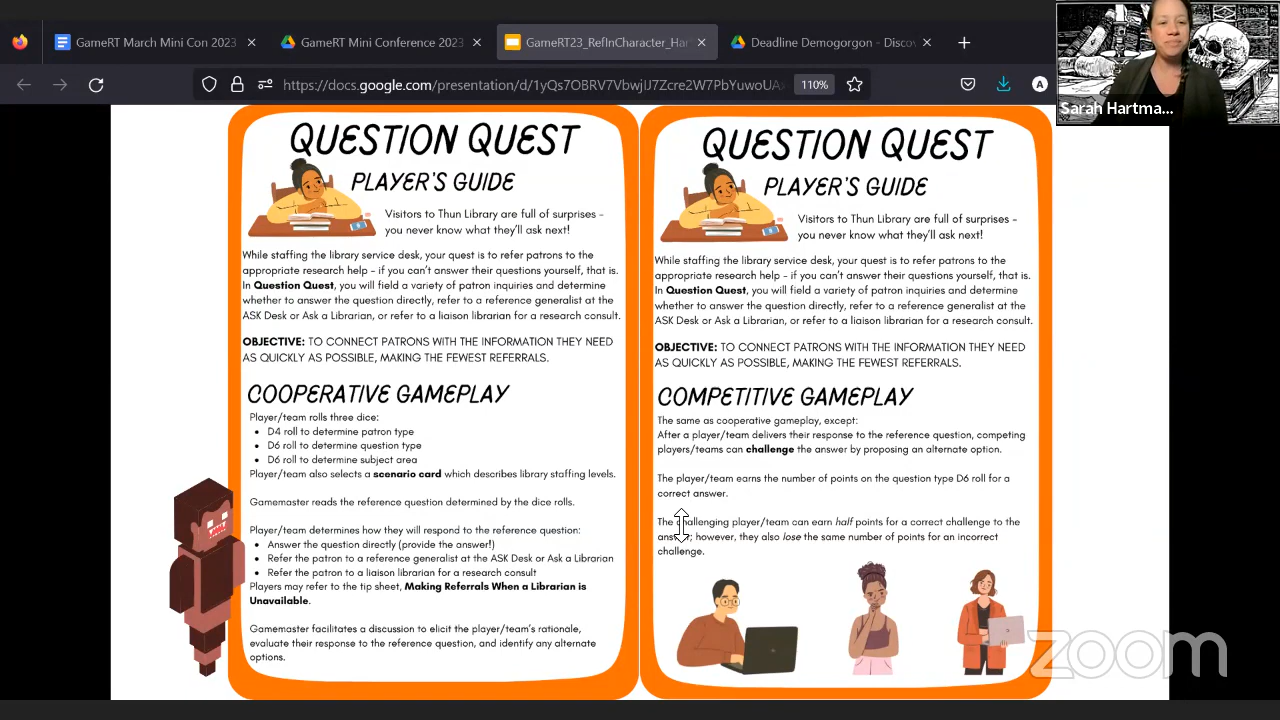 GameRT March Mini Con 2023
GameRT Mini Conference 2023
GameRT23_RefInCharacter_Har
Deadline Demogorgon - Discov
https://docs.google.com/presentation/d/1yQs7OBRV7VbwjlJ7Zcre2W7PbYuwoUA
110%
A
Sarah Hartma...
QUESTION QUEST
PLAYER'S GUIDE
Visitors to Thun Library are full of surprises -
you never know what they'll ask next!
While staffing the library service desk, your quest is to refer patrons to the
appropriate research help - if you can't answer their questions yourself, that is.
In Question Quest, you will field a variety of patron inquiries and determine
whether to answer the question directly, refer to a reference generalist at the
ASK Desk or Ask a Librarian, or refer to a liaison librarian for a research consult.
OBJECTIVE: TO CONNECT PATRONS WITH THE INFORMATION THEY NEED
AS QUICKLY AS POSSIBLE, MAKING THE FEWEST REFERRALS.
COOPERATIVE GAMEPLAY
Player/team rolls three dice:
• D4 roll to determine patron type
• D6 roll to determine question type
• D6 roll to determine subject area
Player/team also selects a scenario card which describes library staffing levels.
Gamemaster reads the reference question determined by the dice rolls.
Player/team determines how they will respond to the reference question:
• Answer the question directly (provide the answer!)
• Refer the patron to a reference generalist at the ASK Desk or Ask a Librarian
• Refer the patron to a liaison librarian for a research consult
Players may refer to the tip sheet, Making Referrals When a Librarian is
Unavailable.
Gamemaster facilitates a discussion to elicit the player/team's rationale,
evaluate their response to the reference question, and identify any alternate
options.
QUESTION QUEST
PLAYER'S GUIDE
Visitors to Thun Library are full of surprises -
you never know what they'll ask next!
While staffing the library service desk, your quest is to refer patrons to the
appropriate research help - if you can't answer their questions yourself, that is.
In Question Quest, you will field a variety of patron inquiries and determine
whether to answer the question directly, refer to a reference generalist at the
ASK Desk or Ask a Librarian, or refer to a liaison librarian for a research consult.
OBJECTIVE: TO CONNECT PATRONS WITH THE INFORMATION THEY NEED
AS QUICKLY AS POSSIBLE, MAKING THE FEWEST REFERRALS.
COMPETITIVE GAMEPLAY
The same as cooperative gameplay, except:
After a player/team delivers their response to the reference question, competing
players/teams can challenge the answer by proposing an alternate option.
The player/team earns the number of points on the question type D6 roll for a
correct answer.
The challenging player/team can earn half points for a correct challenge to the
answer; however, they also lose the same number of points for an incorrect
challenge.
zoom